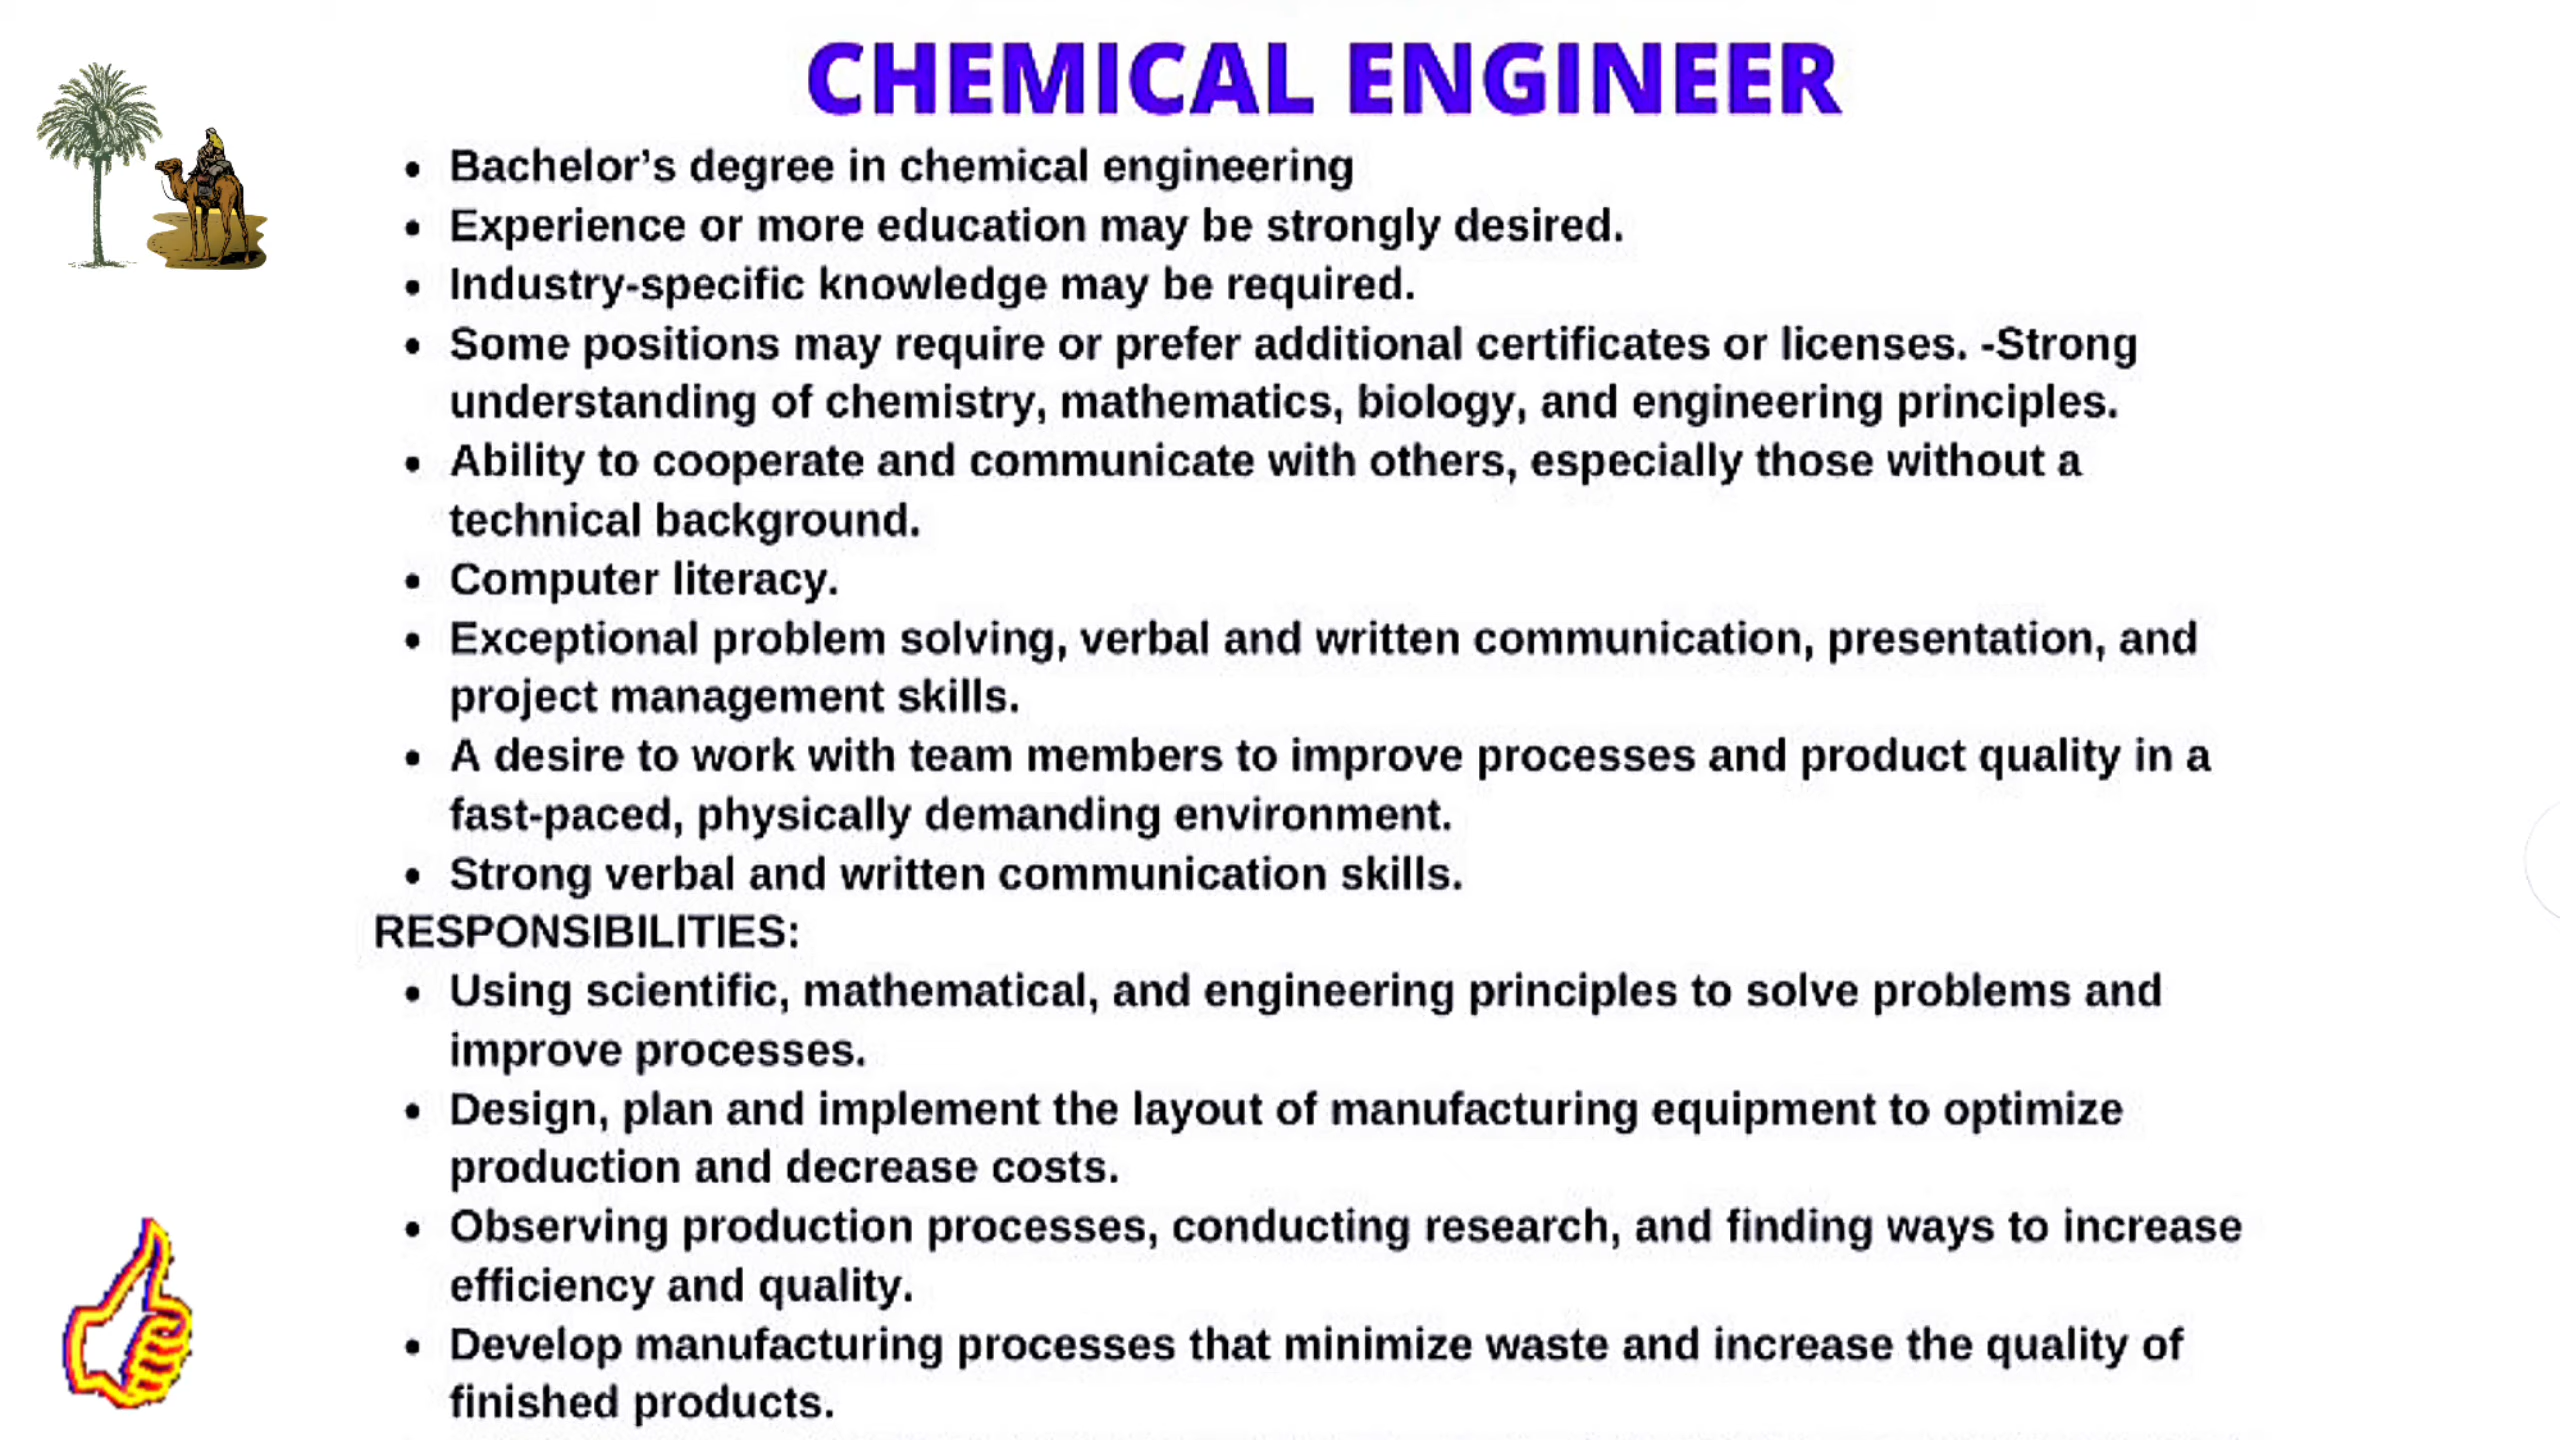 CHEMICAL ENGINEER
• Bachelor’s degree in chemical engineering
• Experience or more education may be strongly desired.
• Industry-specific knowledge may be required.
• Some positions may require or prefer additional certificates or licenses. -Strong
understanding of chemistry, mathematics, biology, and engineering principles.
• Ability to cooperate and communicate with others, especially those without a
technical background.
• Computer literacy.
• Exceptional problem solving, verbal and written communication, presentation, and
project management skills.
• A desire to work with team members to improve processes and product quality in a
fast-paced, physically demanding environment.
• Strong verbal and written communication skills.
RESPONSIBILITIES:
• Using scientific, mathematical, and engineering principles to solve problems and
improve processes.
• Design, plan and implement the layout of manufacturing equipment to optimize
production and decrease costs.
• Observing production processes, conducting research, and finding ways to increase
efficiency and quality.
• Develop manufacturing processes that minimize waste and increase the quality of
finished products.